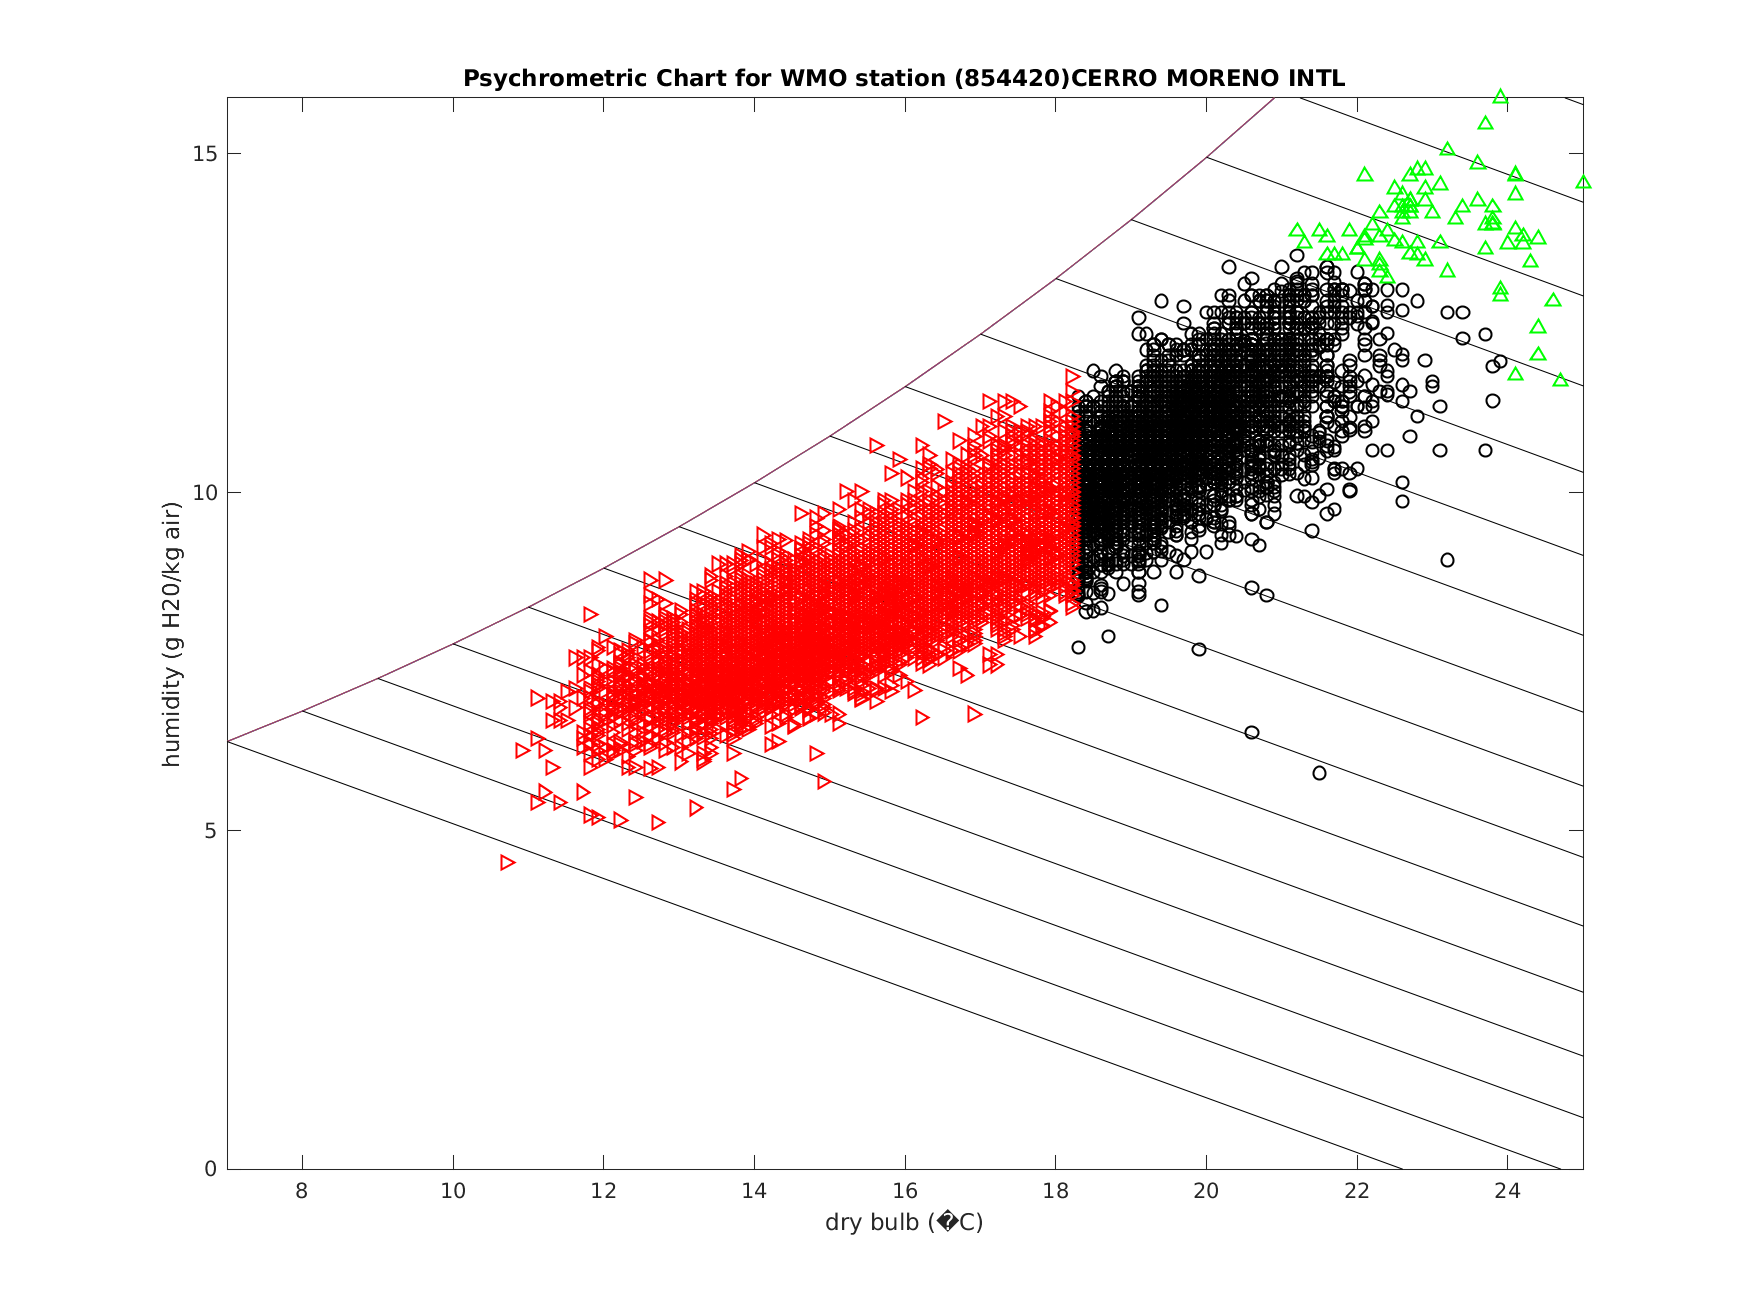 Psychrometric Chart for WMO station (854420)CERRO MORENO INTL
humidity (g H20/kg air)
15
10
5
0
8 10 12 14 16 18 20 22 24
dry bulb (�C)